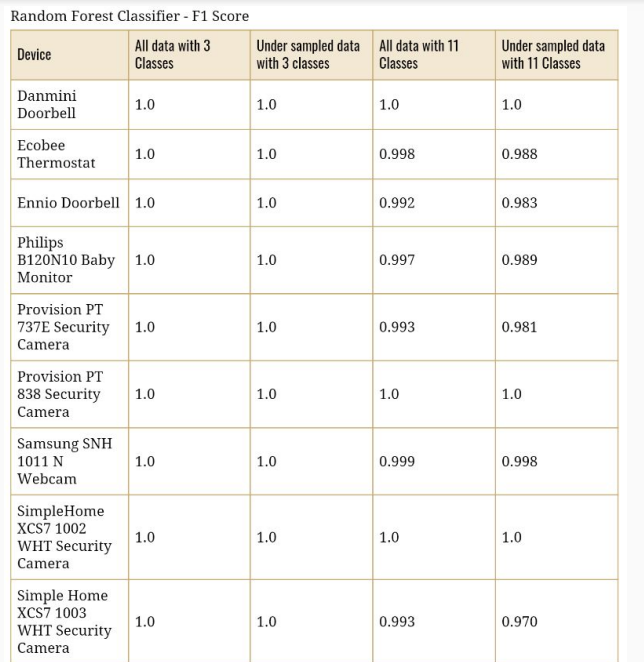 Random Forest Classifier - F1 Score
Device
All data with 3
Classes
Under sampled data
with 3 classes
All data with 11
Classes
Under sampled data
with 11 Classes
Danmini
Doorbell
1.0
1.0
1.0
1.0
Ecobee
Thermostat
1.0
1.0
0.998
0.988
Ennio Doorbell
1.0
1.0
0.992
0.983
Philips
B120N10 Baby
Monitor
1.0
1.0
0.997
0.989
Provision PT
737E Security
Camera
1.0
1.0
0.993
0.981
Provision PT
838 Security
Camera
1.0
1.0
1.0
1.0
Samsung SNH
1011 N
Webcam
1.0
1.0
0.999
0.998
SimpleHome
XCS7 1002
WHT Security
Camera
1.0
1.0
1.0
1.0
Simple Home
XCS7 1003
WHT Security
Camera
1.0
1.0
0.993
0.970